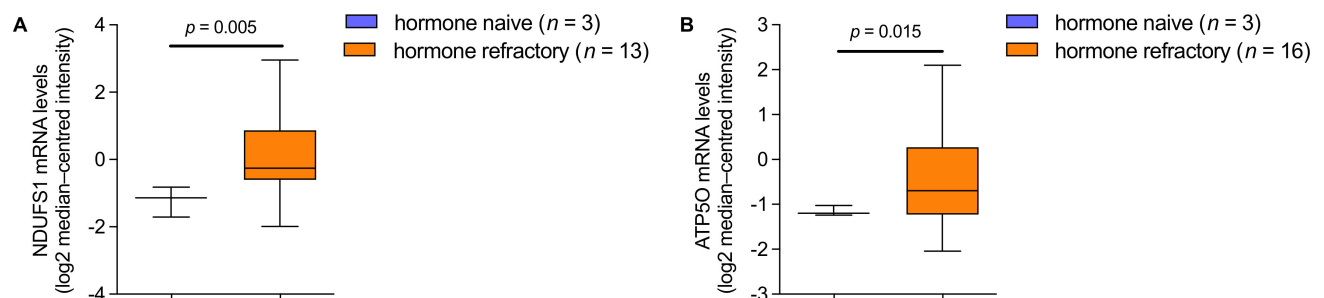 A
NDUFS1 mRNA levels
(log2 median–centred intensity)
4
2
0
-2
-4
p = 0.005
hormone naive (n = 3)
hormone refractory (n = 13)
B
ATP5O mRNA levels
(log2 median–centred intensity)
3
2
1
0
-1
-2
-3
p = 0.015
hormone naive (n = 3)
hormone refractory (n = 16)